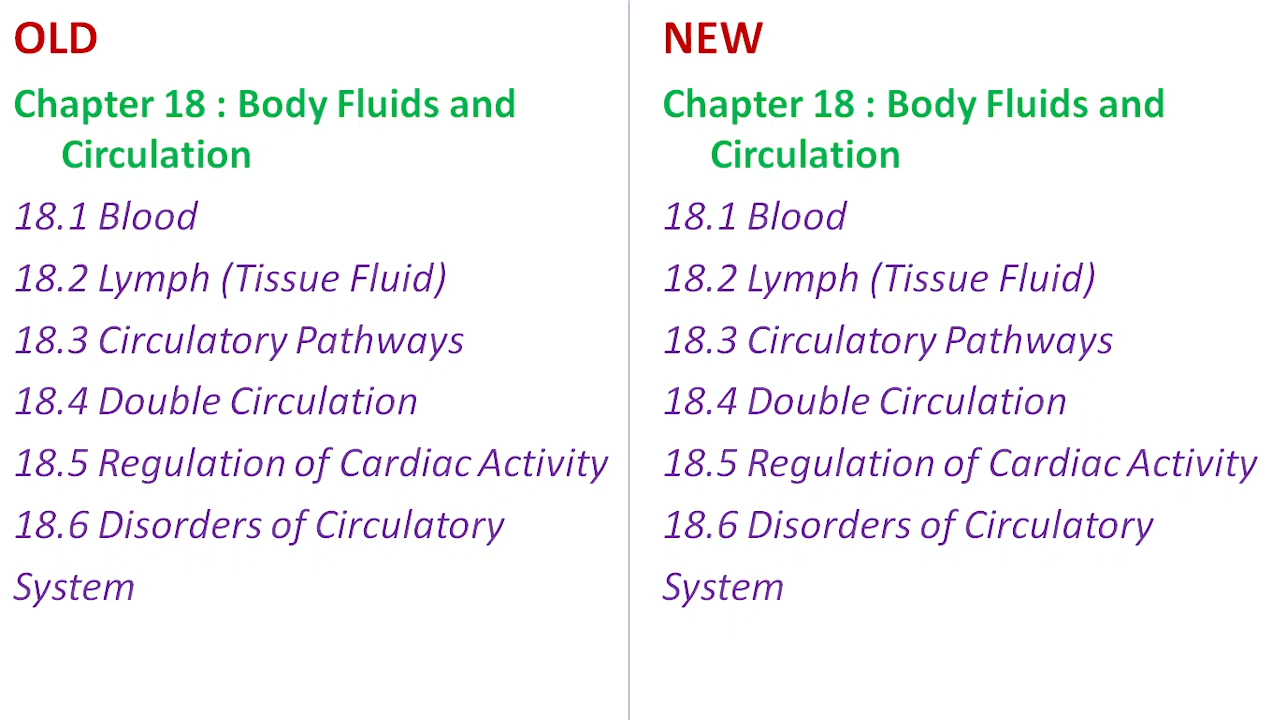 OLD
Chapter 18 : Body Fluids and
Circulation
18.1 Blood
18.2 Lymph (Tissue Fluid)
18.3 Circulatory Pathways
18.4 Double Circulation
18.5 Regulation of Cardiac Activity
18.6 Disorders of Circulatory
System
NEW
Chapter 18 : Body Fluids and
Circulation
18.1 Blood
18.2 Lymph (Tissue Fluid)
18.3 Circulatory Pathways
18.4 Double Circulation
18.5 Regulation of Cardiac Activity
18.6 Disorders of Circulatory
System